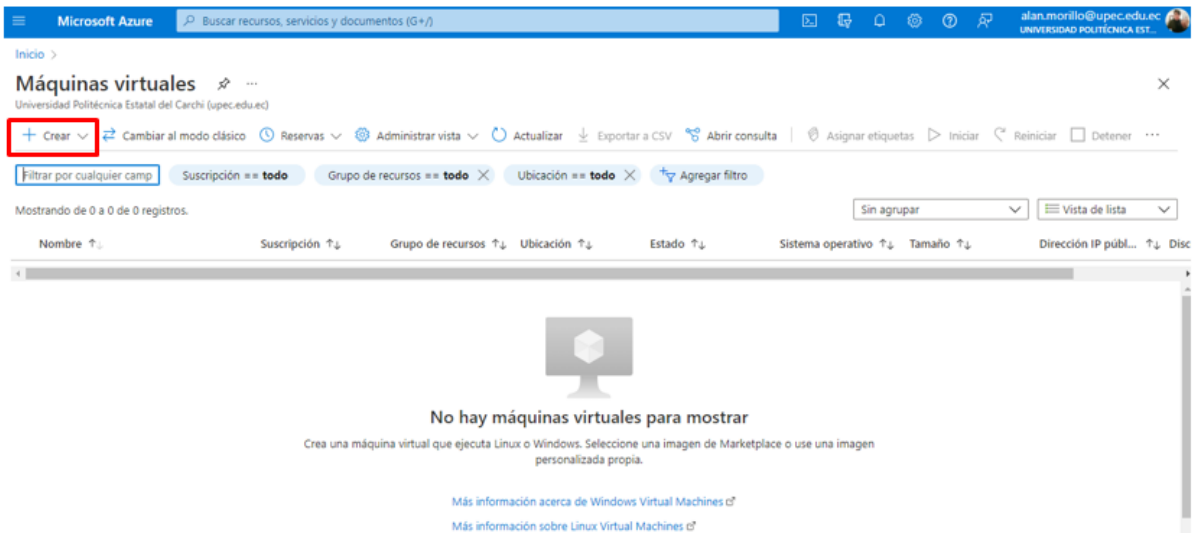 Microsoft Azure
Buscar recursos, servicios y documentos (G+/)
alan.morillo@upec.edu.ec
UNIVERSIDAD POLITÉCNICA EST...
Inicio >
Máquinas virtuales
Universidad Politécnica Estatal del Carchi (upec.edu.ec)
Crear Cambiar al modo clásico Reservas Administrar vista Actualizar Exportar a CSV Abrir consulta Asignar etiquetas Iniciar Reiniciar Detener ...
Filtrar por cualquier camp Suscripción == todo Grupo de recursos == todo Ubicación == todo Agregar filtro
Mostrando de 0 a 0 de 0 registros. Sin agrupar Vista de lista
Nombre Suscripción Grupo de recursos Ubicación Estado Sistema operativo Tamaño Dirección IP públ... Disc
No hay máquinas virtuales para mostrar
Crea una máquina virtual que ejecuta Linux o Windows. Seleccione una imagen de Marketplace o use una imagen
personalizada propia.
Más información acerca de Windows Virtual Machines
Más información sobre Linux Virtual Machines